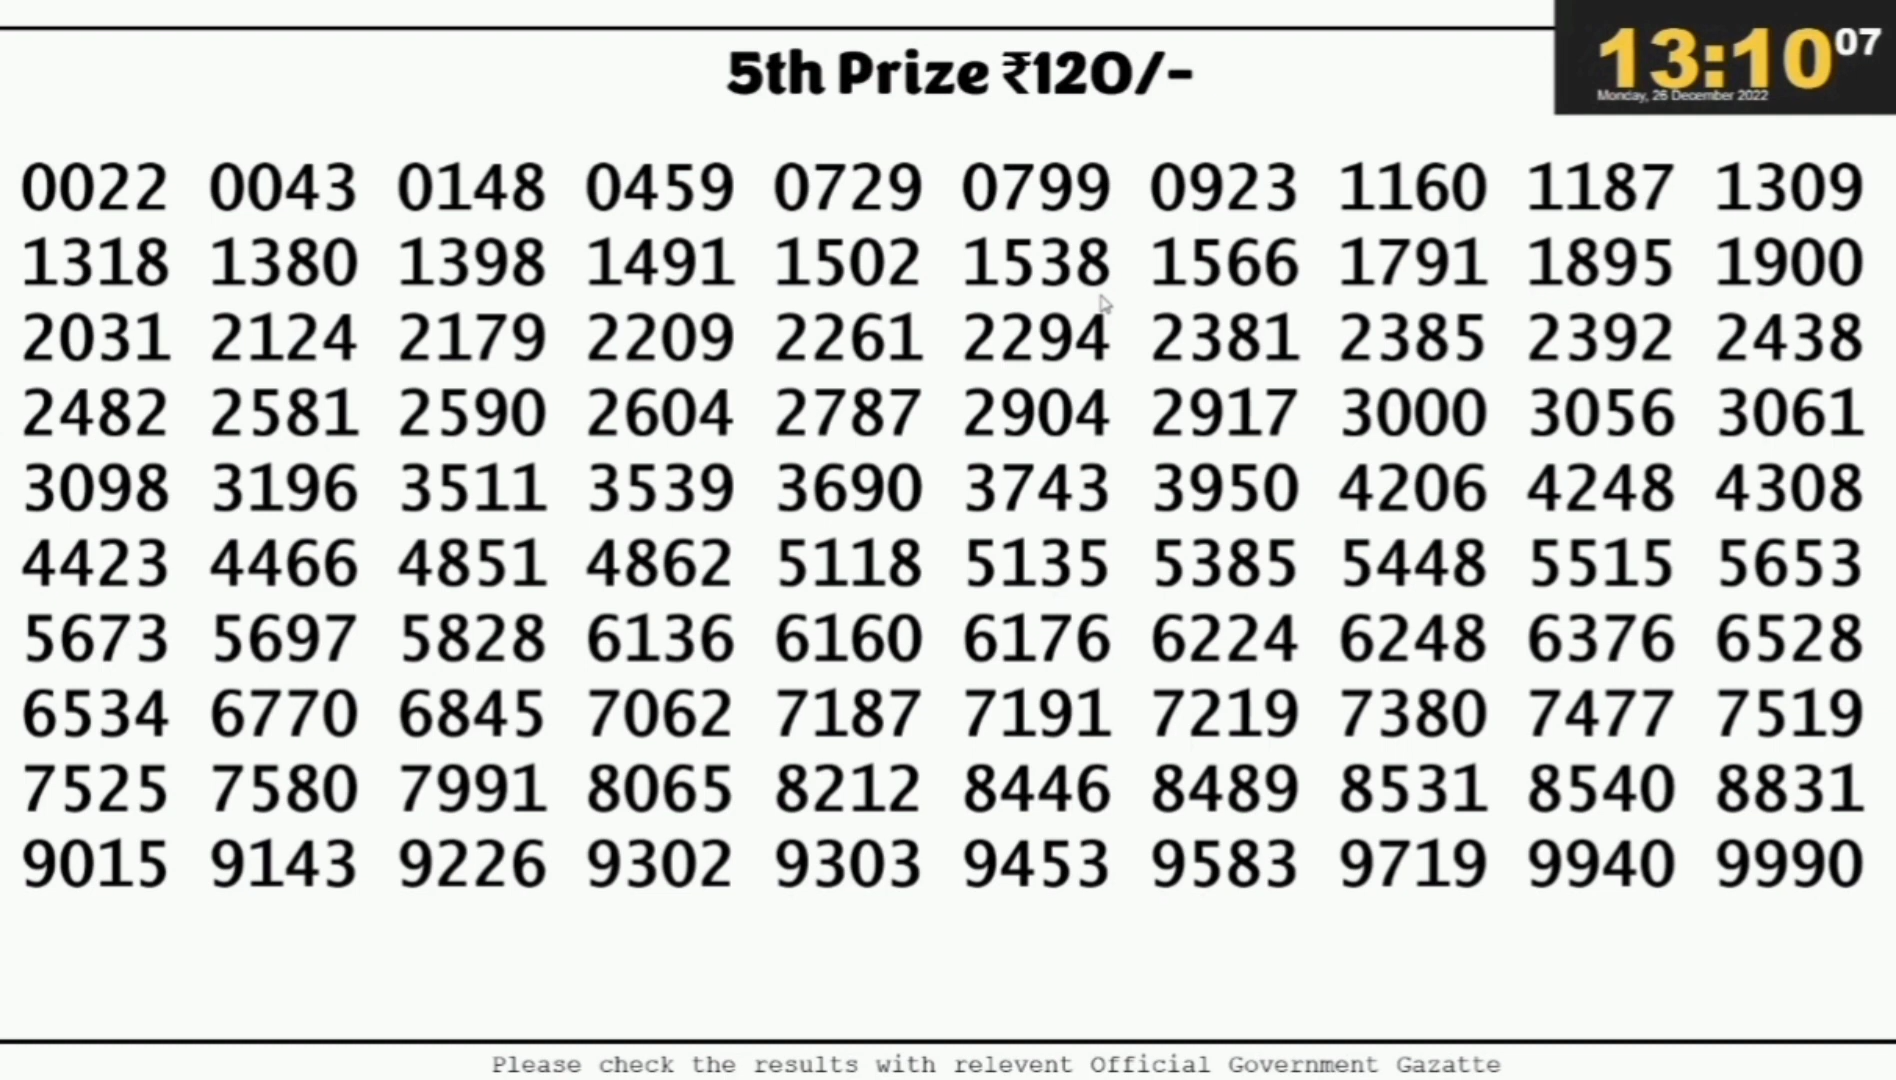 5th Prize ₹120/-
13:10 07
Monday, 26 December 2022
0022 0043 0148 0459 0729 0799 0923 1160 1187 1309
1318 1380 1398 1491 1502 1538 1566 1791 1895 1900
2031 2124 2179 2209 2261 2294 2381 2385 2392 2438
2482 2581 2590 2604 2787 2904 2917 3000 3056 3061
3098 3196 3511 3539 3690 3743 3950 4206 4248 4308
4423 4466 4851 4862 5118 5135 5385 5448 5515 5653
5673 5697 5828 6136 6160 6176 6224 6248 6376 6528
6534 6770 6845 7062 7187 7191 7219 7380 7477 7519
7525 7580 7991 8065 8212 8446 8489 8531 8540 8831
9015 9143 9226 9302 9303 9453 9583 9719 9940 9990
Please check the results with relevent Official Government Gazatte